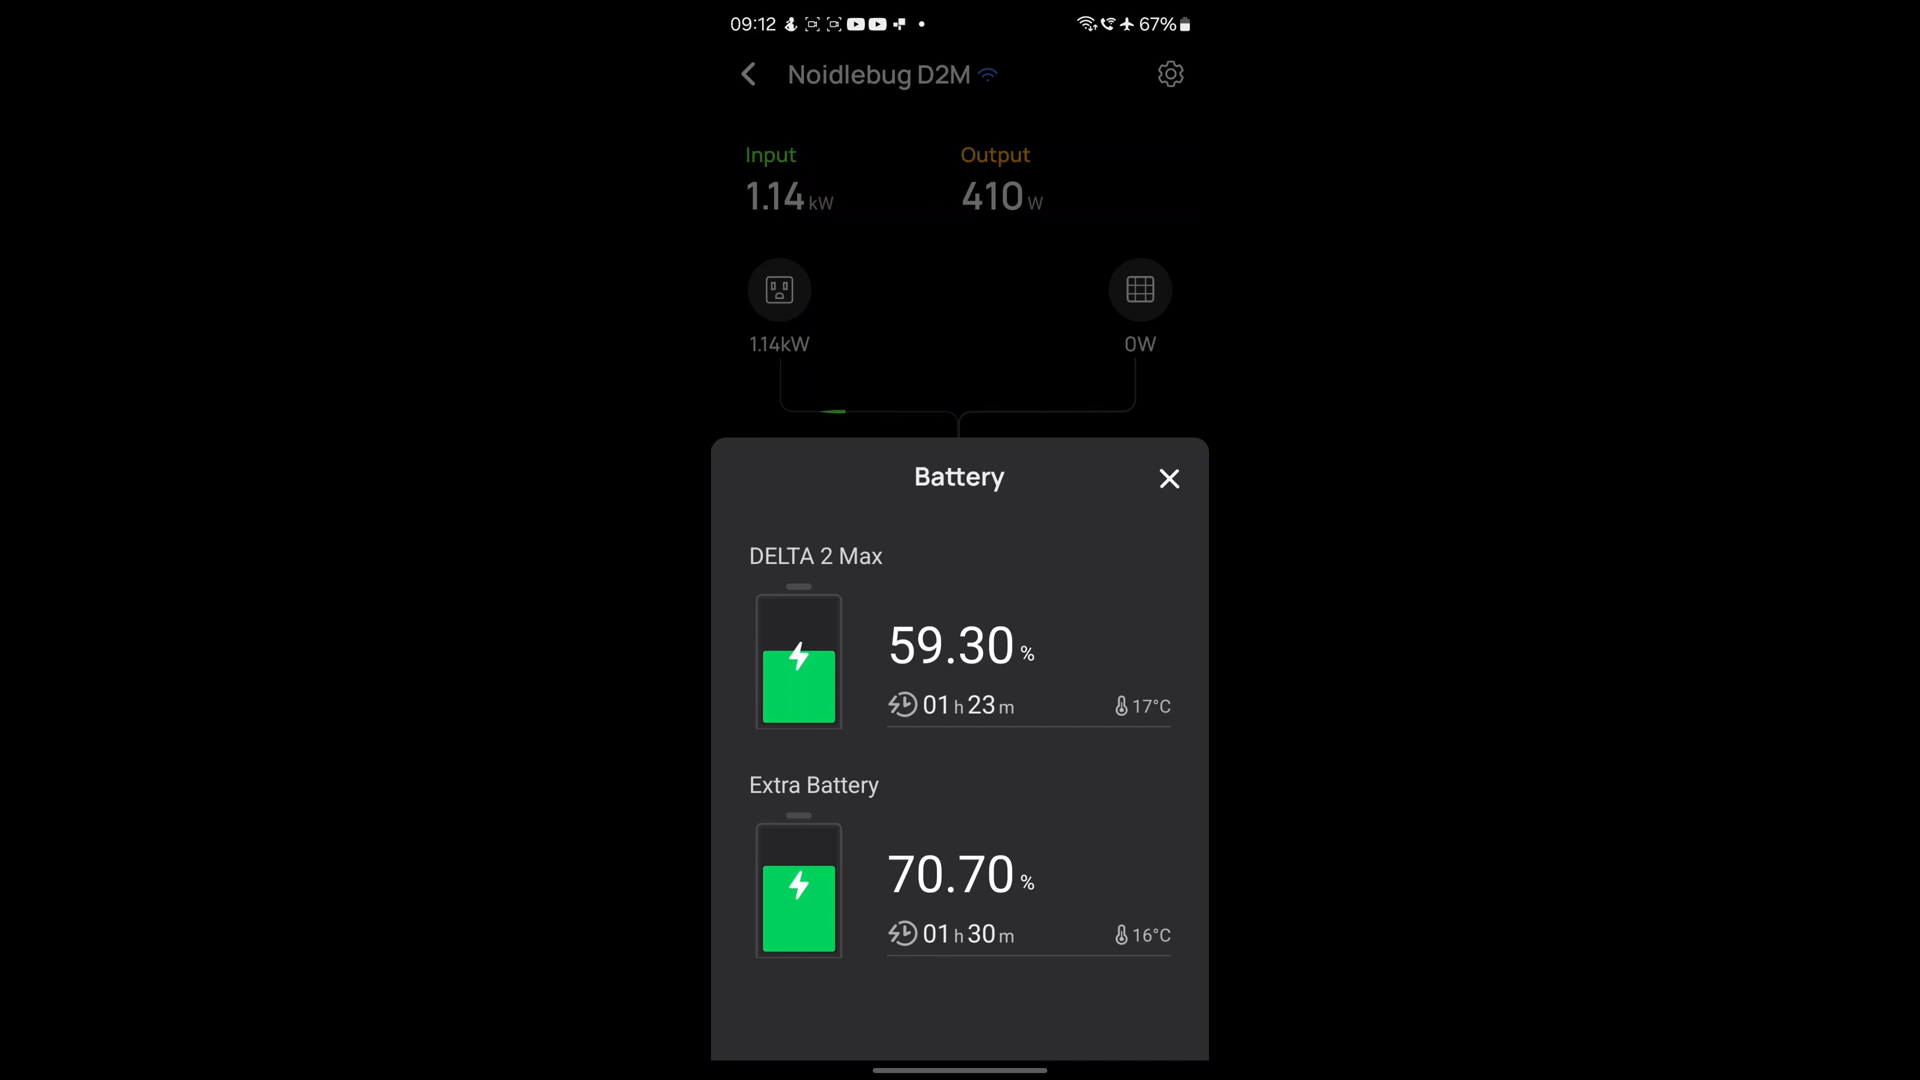 09:12 67%
Noidlebug D2M
Input Output
1.14 kW 410 W
1.14kW 0W
Battery
DELTA 2 Max
59.30 %
01 h 23 m 17°C
Extra Battery
70.70 %
01 h 30 m 16°C